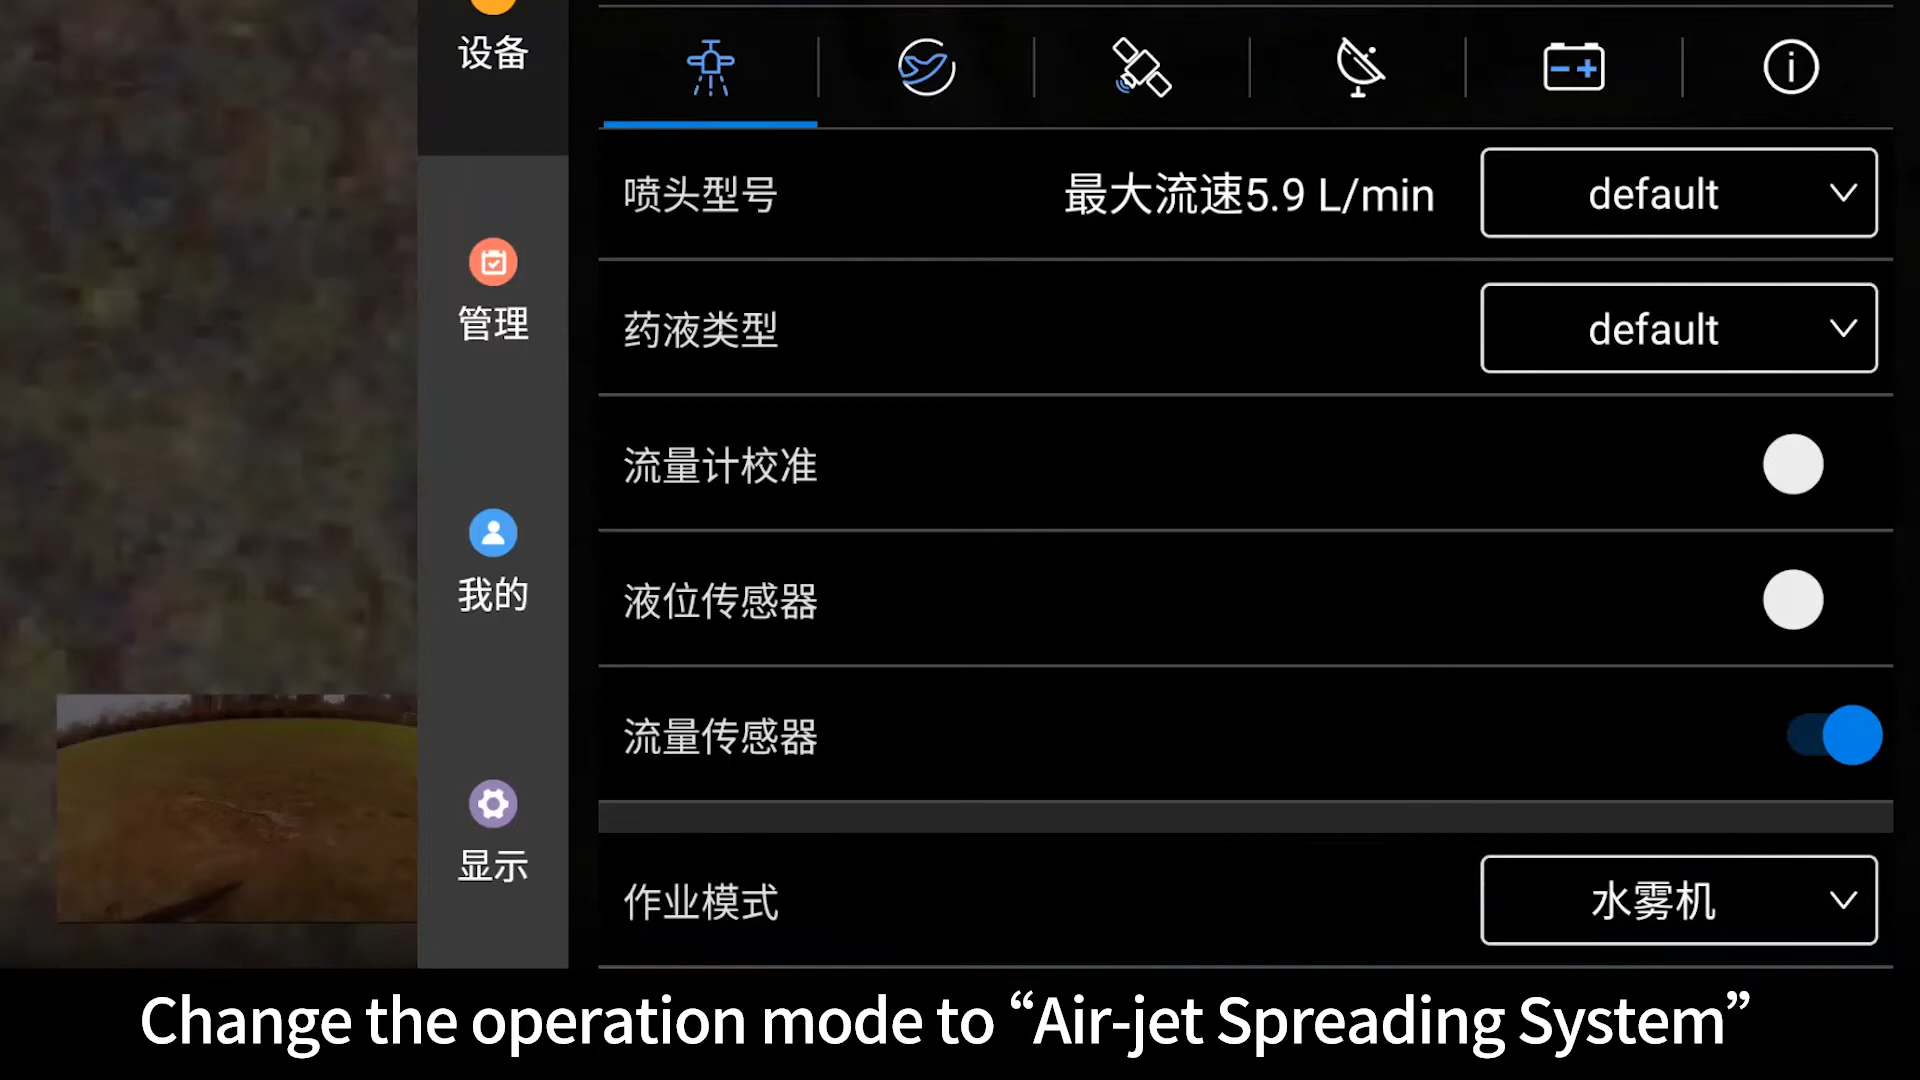 设备
管理
我的
显示
喷头型号 最大流速5.9 L/min default
药液类型 default
流量计校准
液位传感器
流量传感器
作业模式 水雾机
Change the operation mode to “Air-jet Spreading System”